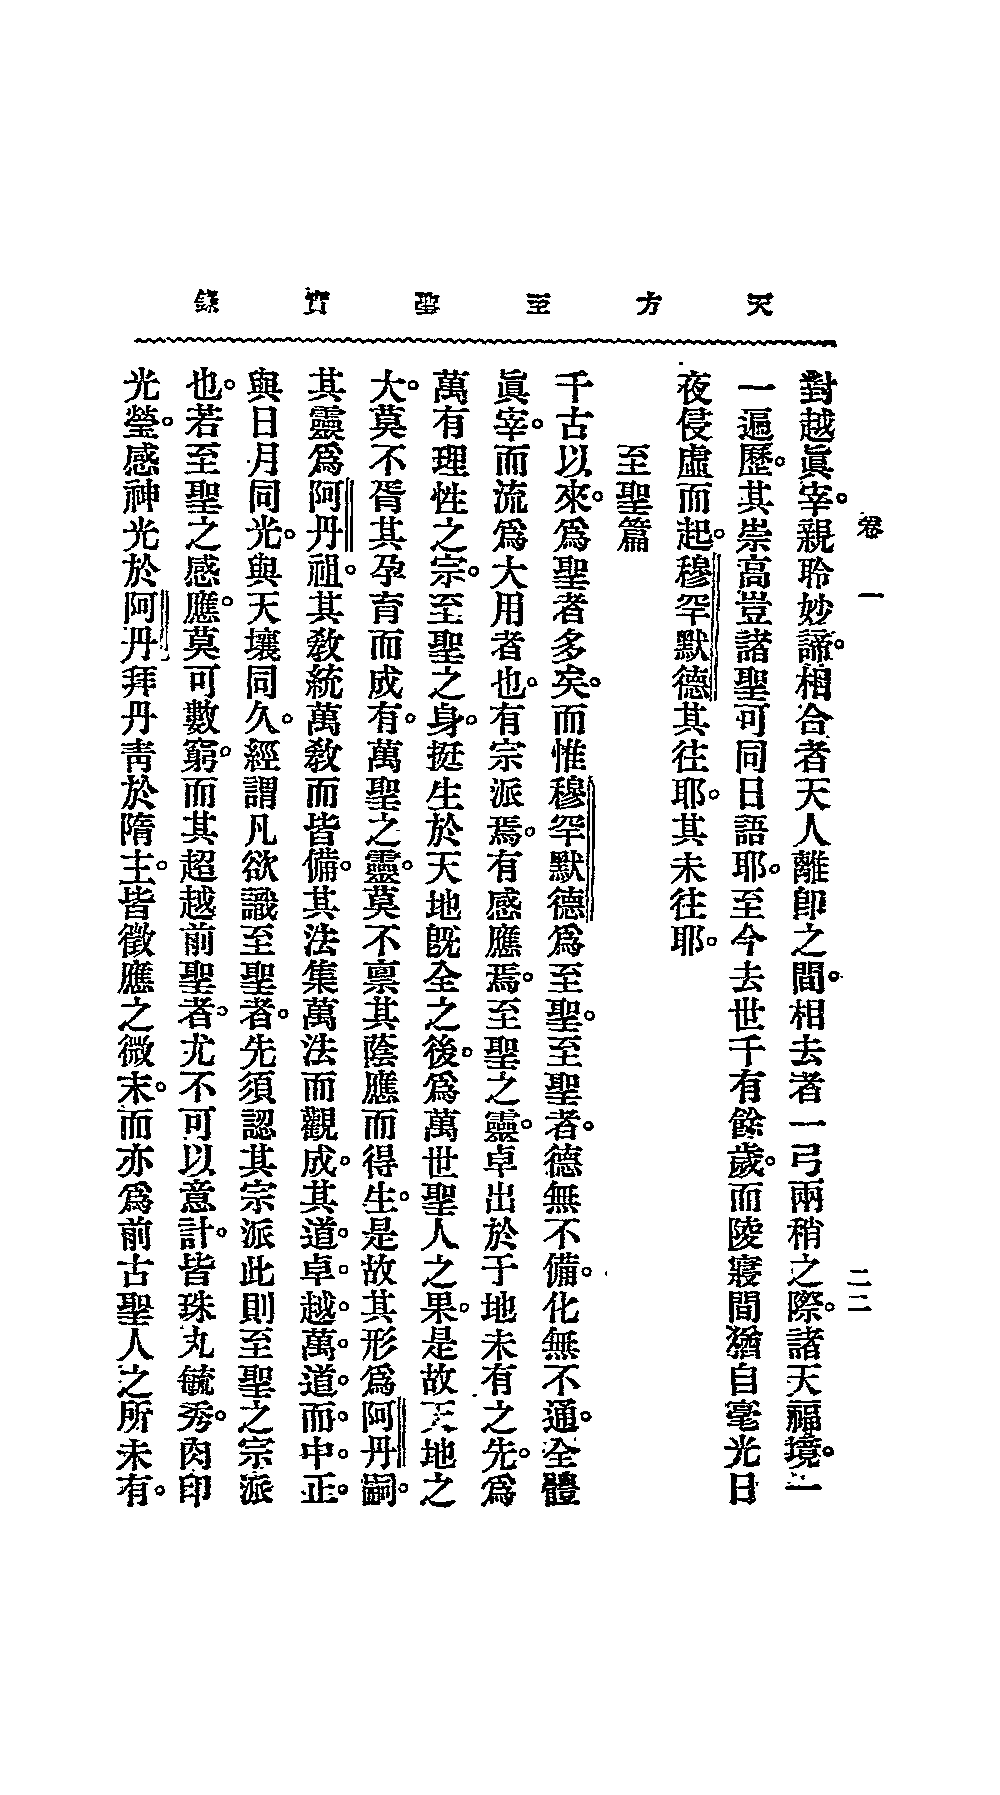 天方至聖實錄
卷一
二二
對越眞宰。親聆妙諦。相合者天人離卽之間。相去者一弓兩稍之際。諸天福境。一
一遍歷。其崇高豈諸聖可同日語耶。至今去世千有餘歲。而陵寢間猶自毫光日
夜侵虛而起。穆罕默德其往耶。其未往耶。
至聖篇
千古以來。爲聖者多矣。而惟穆罕默德爲至聖。至聖者。德無不備。化無不通。全體
眞宰。而流爲大用者也。有宗派焉。有感應焉。至聖之靈。卓出於于地未有之先。爲
萬有理性之宗。至聖之身。挺生於天地旣全之後。爲萬世聖人之果。是故天地之
大。莫不胥其孕育而成有。萬聖之靈。莫不禀其蔭應而得生。是故其形爲阿丹嗣。
其靈爲阿丹祖。其敎統萬敎而皆備。其法集萬法而觀成。其道。卓。越。萬。道。而。中。正。
與日月同光。與天壤同久。經謂凡欲識至聖者。先須認其宗派此則至聖之宗派
也。若至聖之感應。莫可數窮。而其超越前聖者。尤不可以意計。皆珠丸毓秀。肉印
光瑩。感神光於阿丹拜丹靑於隋主。皆徵應之微末。而亦爲前古聖人之所未有。